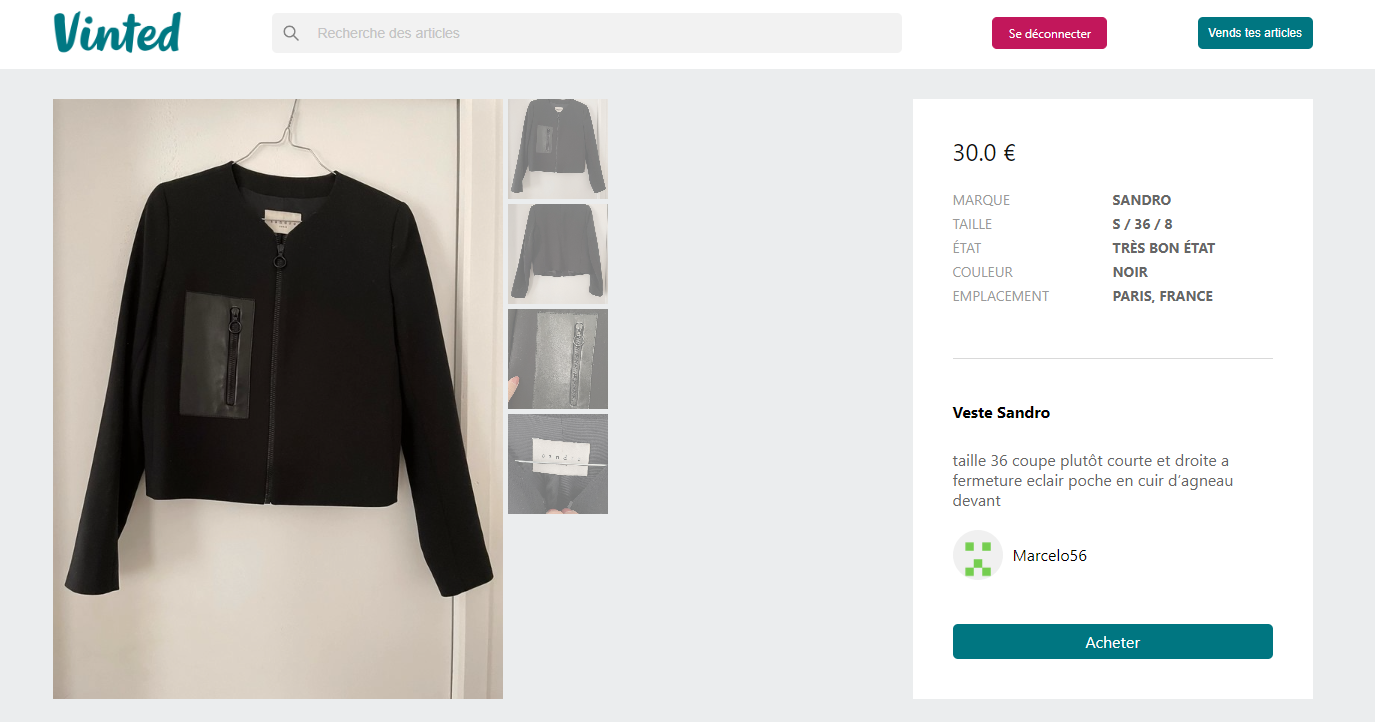 Vinted
Recherche des articles
Se déconnecter
Vends tes articles
30.0 €
MARQUE SANDRO
TAILLE S / 36 / 8
ÉTAT TRÈS BON ÉTAT
COULEUR NOIR
EMPLACEMENT PARIS, FRANCE
Veste Sandro
taille 36 coupe plutôt courte et droite a
fermeture eclair poche en cuir d’agneau
devant
Marcelo56
Acheter